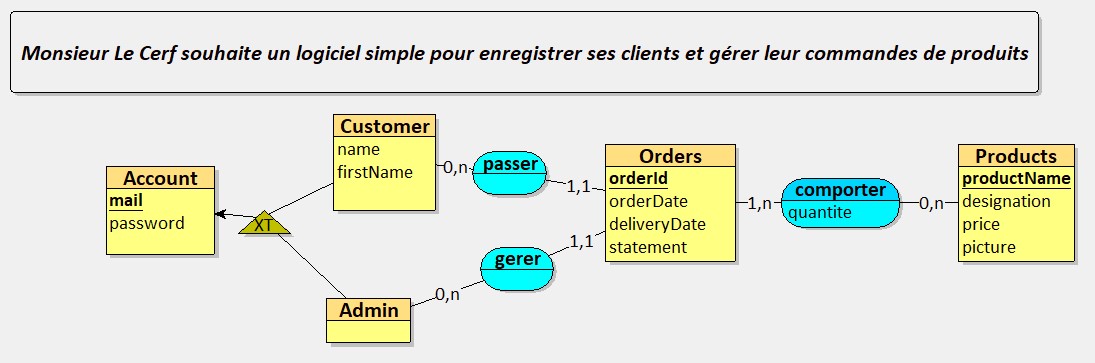 Monsieur Le Cerf souhaite un logiciel simple pour enregistrer ses clients et gérer leur commandes de produits
Account
mail
password
XT
Customer
name
firstName
Admin
0,n
passer
1,1
0,n
gerer
1,1
Orders
orderId
orderDate
deliveryDate
statement
1,n
comporter
quantite
0,n
Products
productName
designation
price
picture